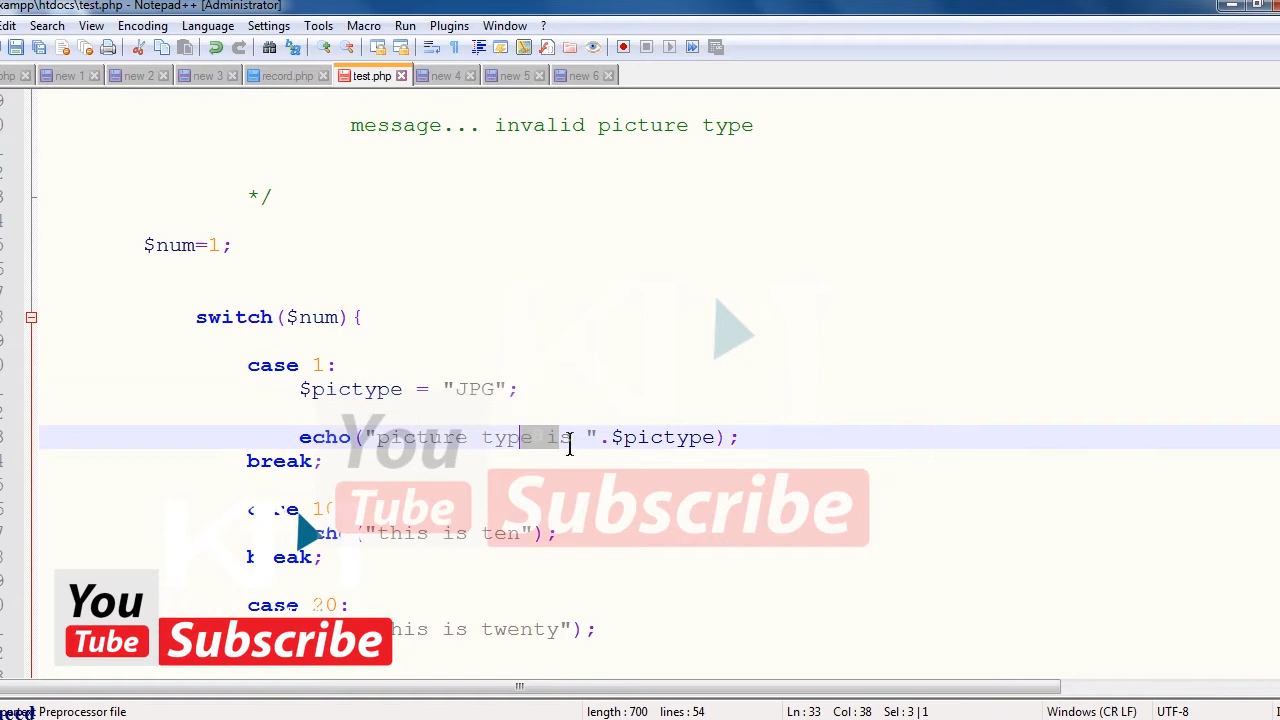 xampp\htdocs\test.php - Notepad++ [Administrator]
Edit Search View Encoding Language Settings Tools Macro Run Plugins Window ?
php new 1 new 2 new 3 record.php test.php new 4 new 5 new 6
message... invalid picture type
*/
$num=1;
switch($num){
case 1:
$pictype = "JPG";
echo("picture type is ".$pictype);
break;
case 10
echo("this is ten");
break;
case 20:
this is twenty");
You Tube Subscribe
You Tube Subscribe
Preprocessor file length : 700 lines : 54 Ln : 33 Col : 38 Sel : 3 | 1 Windows (CR LF) UTF-8